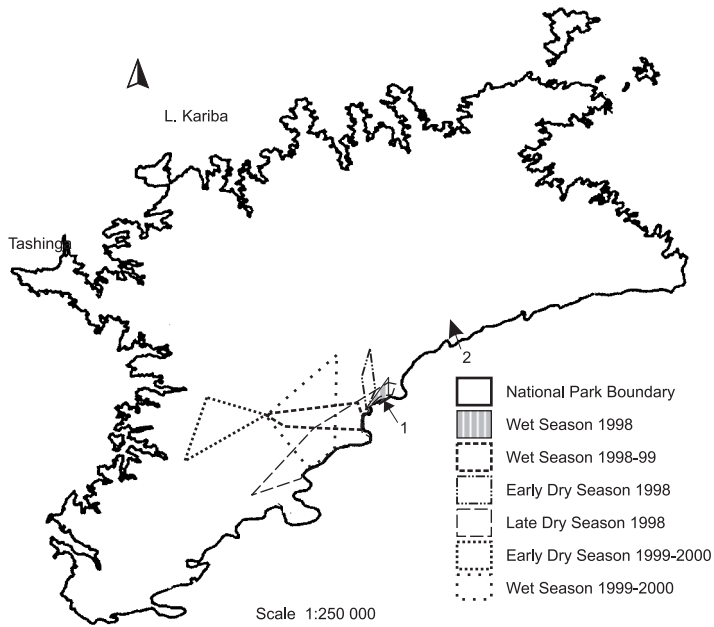 L. Kariba
Tashinga
2
1
National Park Boundary
Wet Season 1998
Wet Season 1998-99
Early Dry Season 1998
Late Dry Season 1998
Early Dry Season 1999-2000
Wet Season 1999-2000
Scale 1:250 000